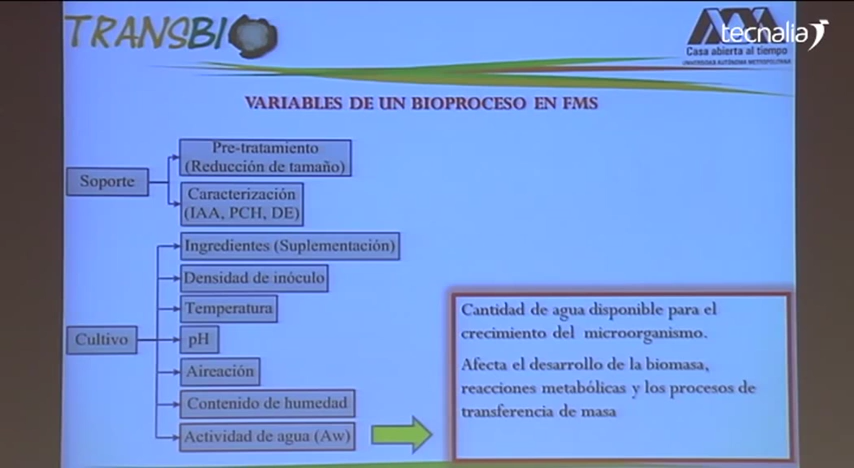 TRANSBIO
tecnalia
Casa abierta al tiempo
UNIVERSIDAD AUTÓNOMA METROPOLITANA
VARIABLES DE UN BIOPROCESO EN FMS
Soporte
Pre-tratamiento
(Reducción de tamaño)
Caracterización
(IAA, PCH, DE)
Cultivo
Ingredientes (Suplementación)
Densidad de inóculo
Temperatura
pH
Aireación
Contenido de humedad
Actividad de agua (Aw)
Cantidad de agua disponible para el
crecimiento del microorganismo.
Afecta el desarrollo de la biomasa,
reacciones metabólicas y los procesos de
transferencia de masa